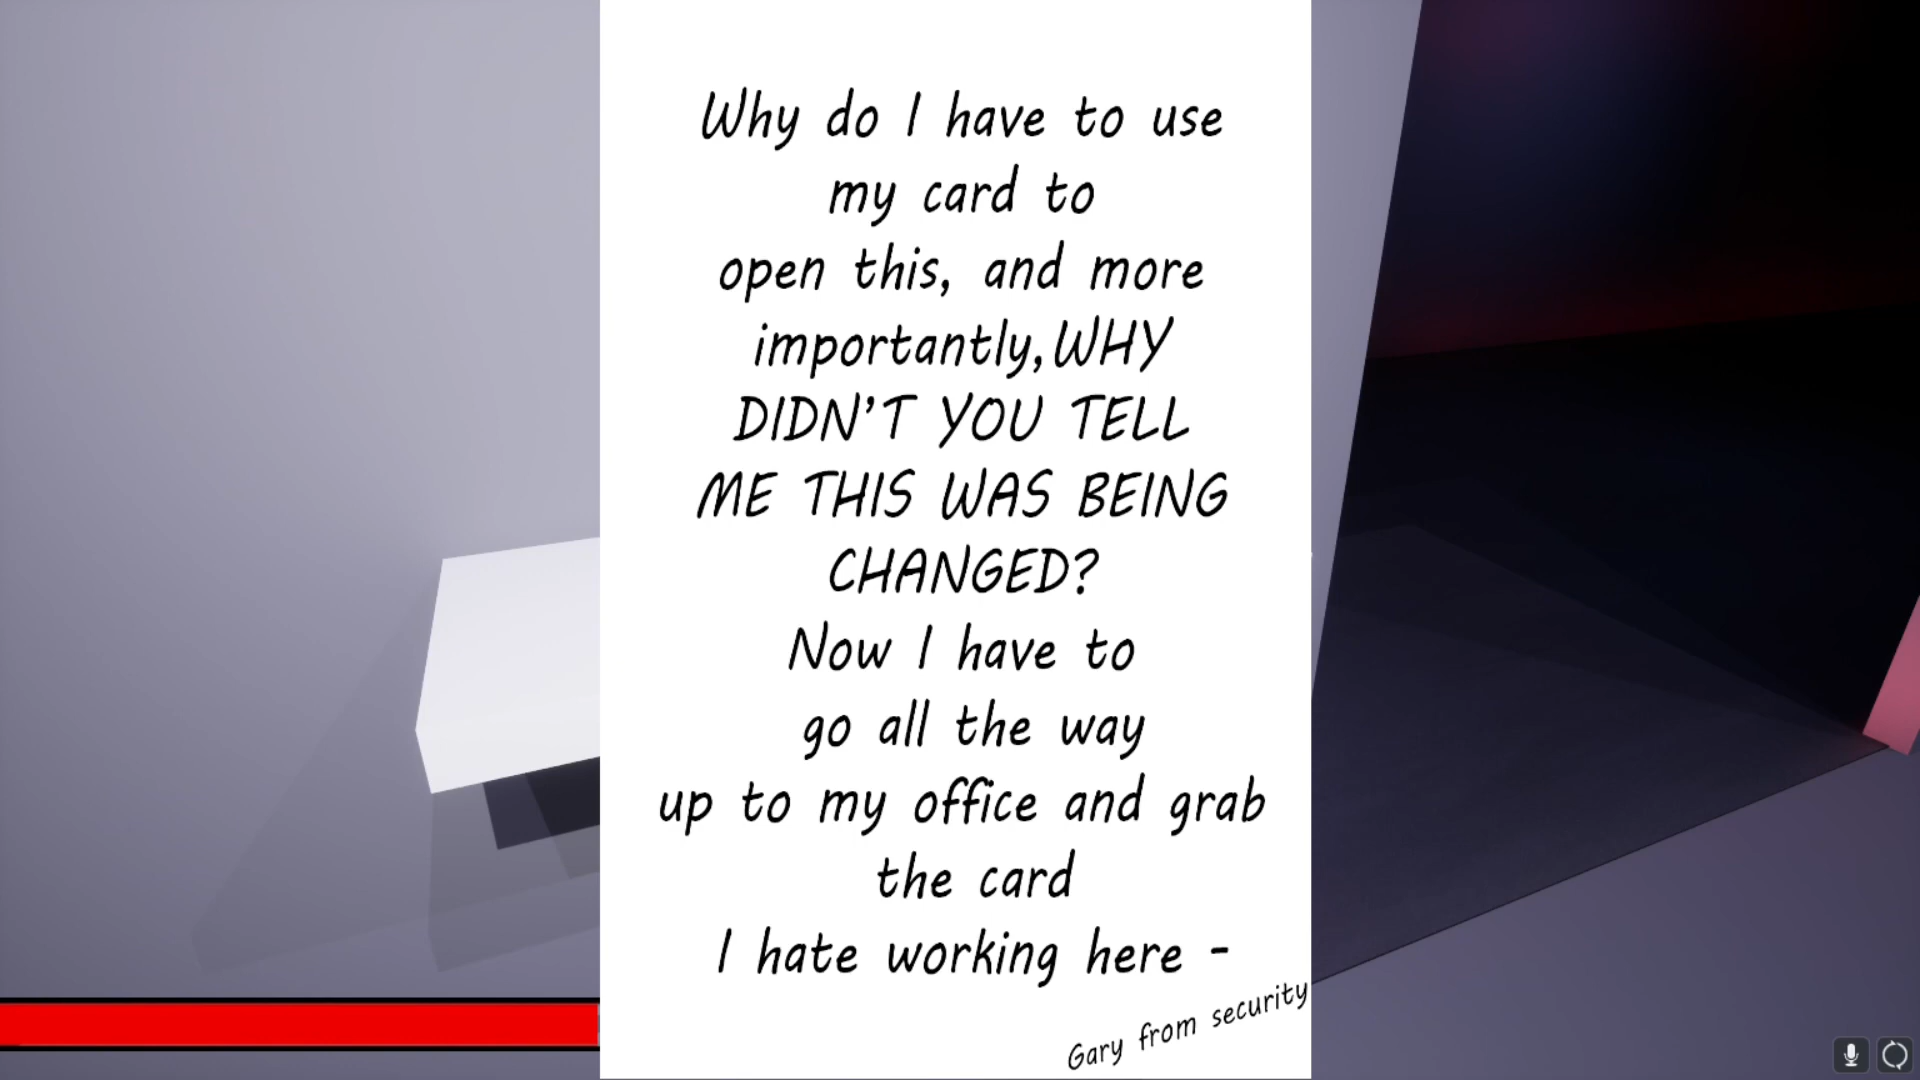 Why do I have to use
my card to
open this, and more
importantly,WHY
DIDN'T YOU TELL
ME THIS WAS BEING
CHANGED?
Now I have to
go all the way
up to my office and grab
the card
I hate working here -
Gary from security